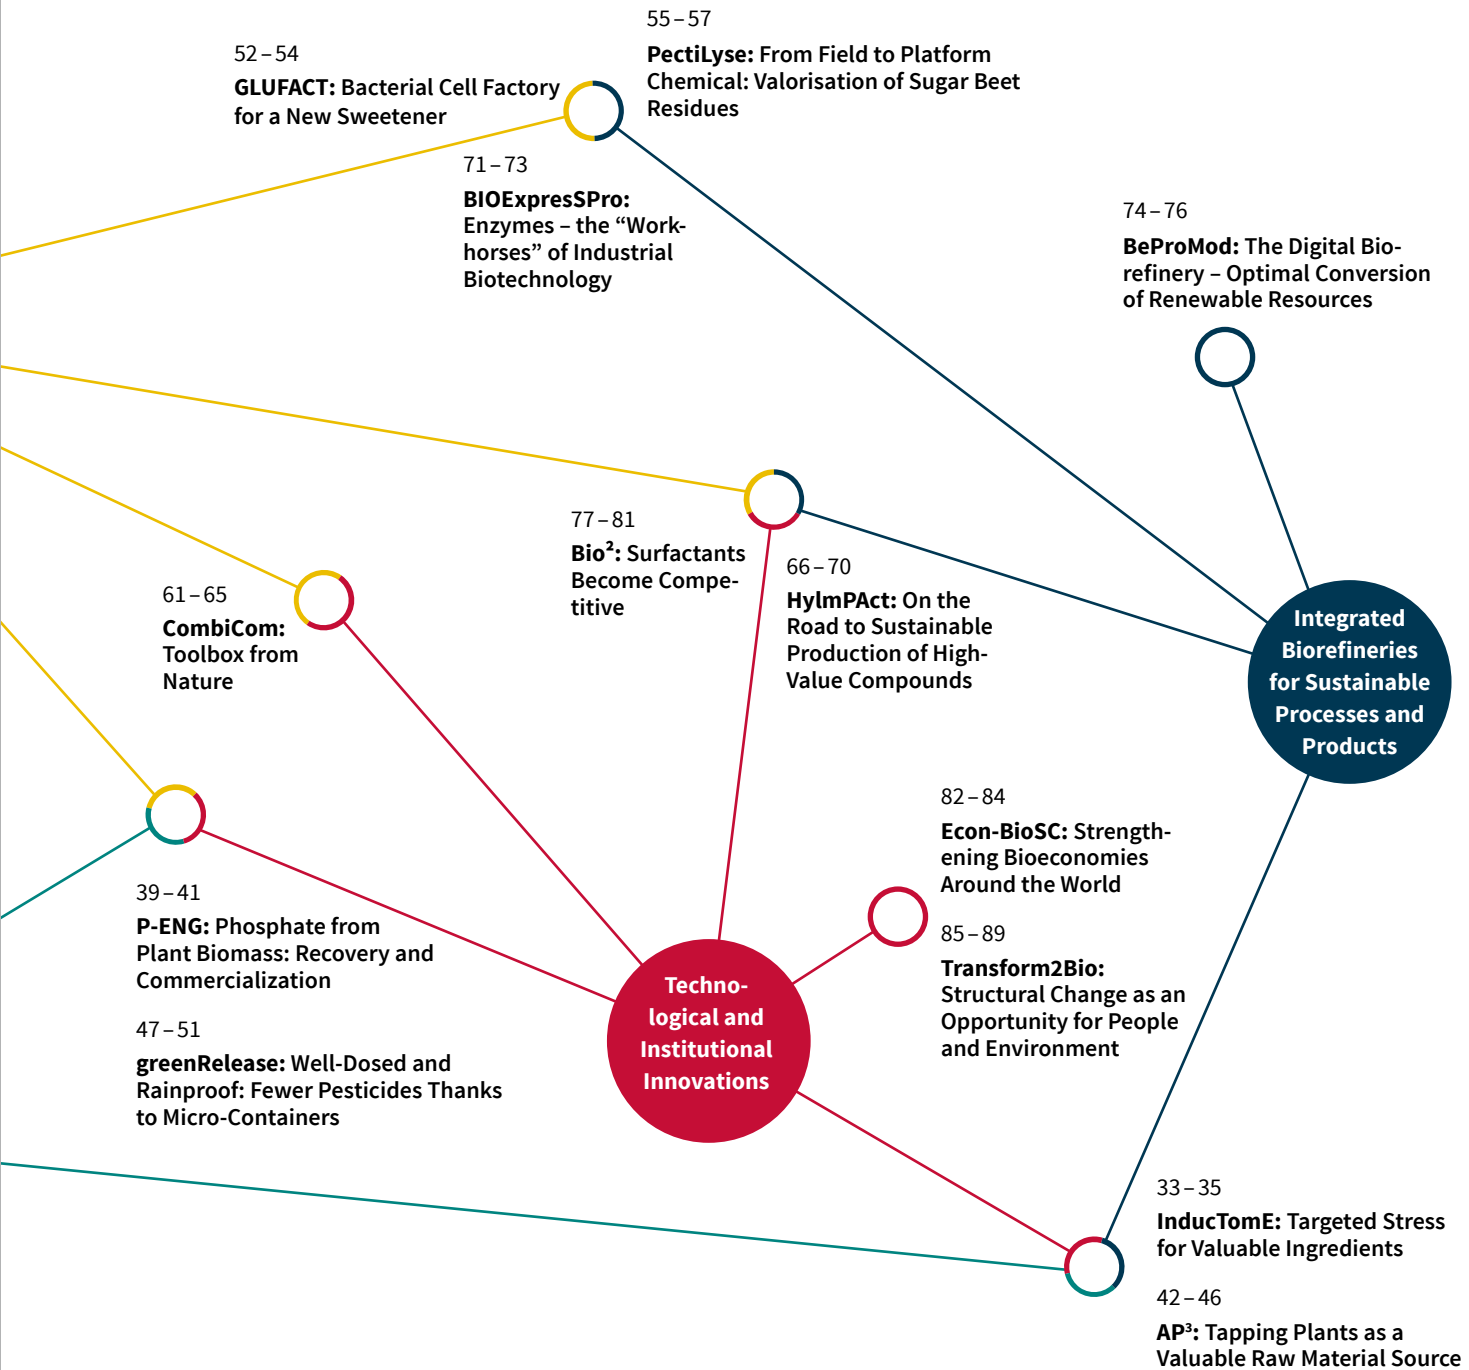 52 – 54
GLUFACT: Bacterial Cell Factory
for a New Sweetener
55 – 57
PectiLyse: From Field to Platform
Chemical: Valorisation of Sugar Beet
Residues
71 – 73
BIOExpresSPro:
Enzymes – the “Work-
horses” of Industrial
Biotechnology
74 – 76
BeProMod: The Digital Bio-
refinery – Optimal Conversion
of Renewable Resources
77 – 81
Bio²: Surfactants
Become Compe-
titive
66 – 70
HylmPAct: On the
Road to Sustainable
Production of High-
Value Compounds
61 – 65
CombiCom:
Toolbox from
Nature
Integrated
Biorefineries
for Sustainable
Processes and
Products
82 – 84
Econ-BioSC: Strength-
ening Bioeconomies
Around the World
85 – 89
Transform2Bio:
Structural Change as an
Opportunity for People
and Environment
39 – 41
P-ENG: Phosphate from
Plant Biomass: Recovery and
Commercialization
47 – 51
greenRelease: Well-Dosed and
Rainproof: Fewer Pesticides Thanks
to Micro-Containers
Techno-
logical and
Institutional
Innovations
33 – 35
InducTomE: Targeted Stress
for Valuable Ingredients
42 – 46
AP³: Tapping Plants as a
Valuable Raw Material Source